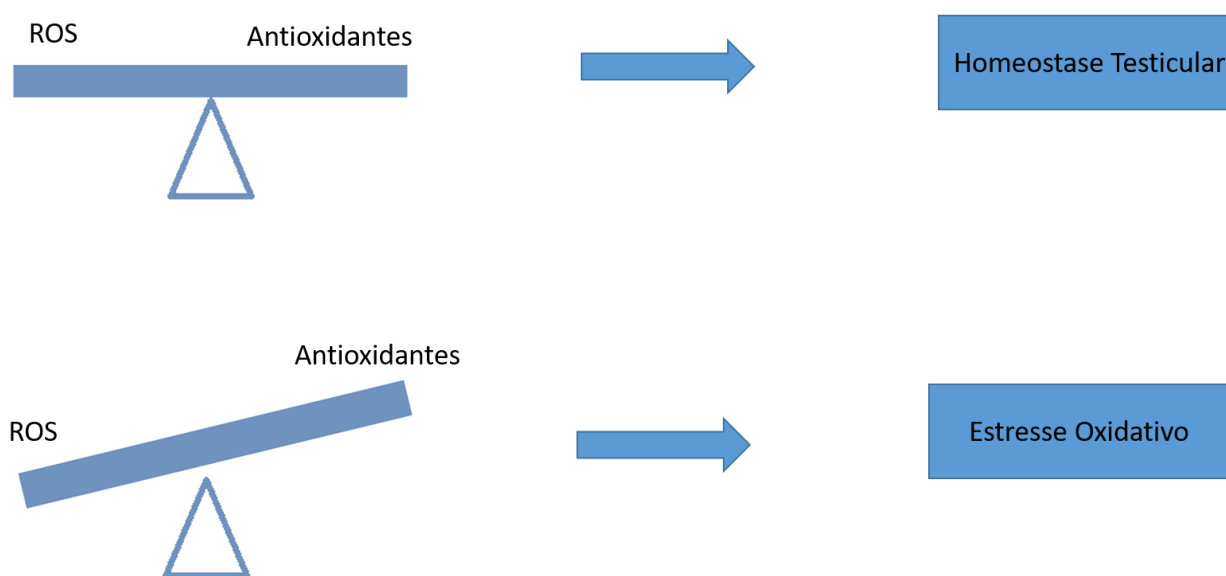 ROS
Antioxidantes
Homeostase Testicular
Antioxidantes
ROS
Estresse Oxidativo